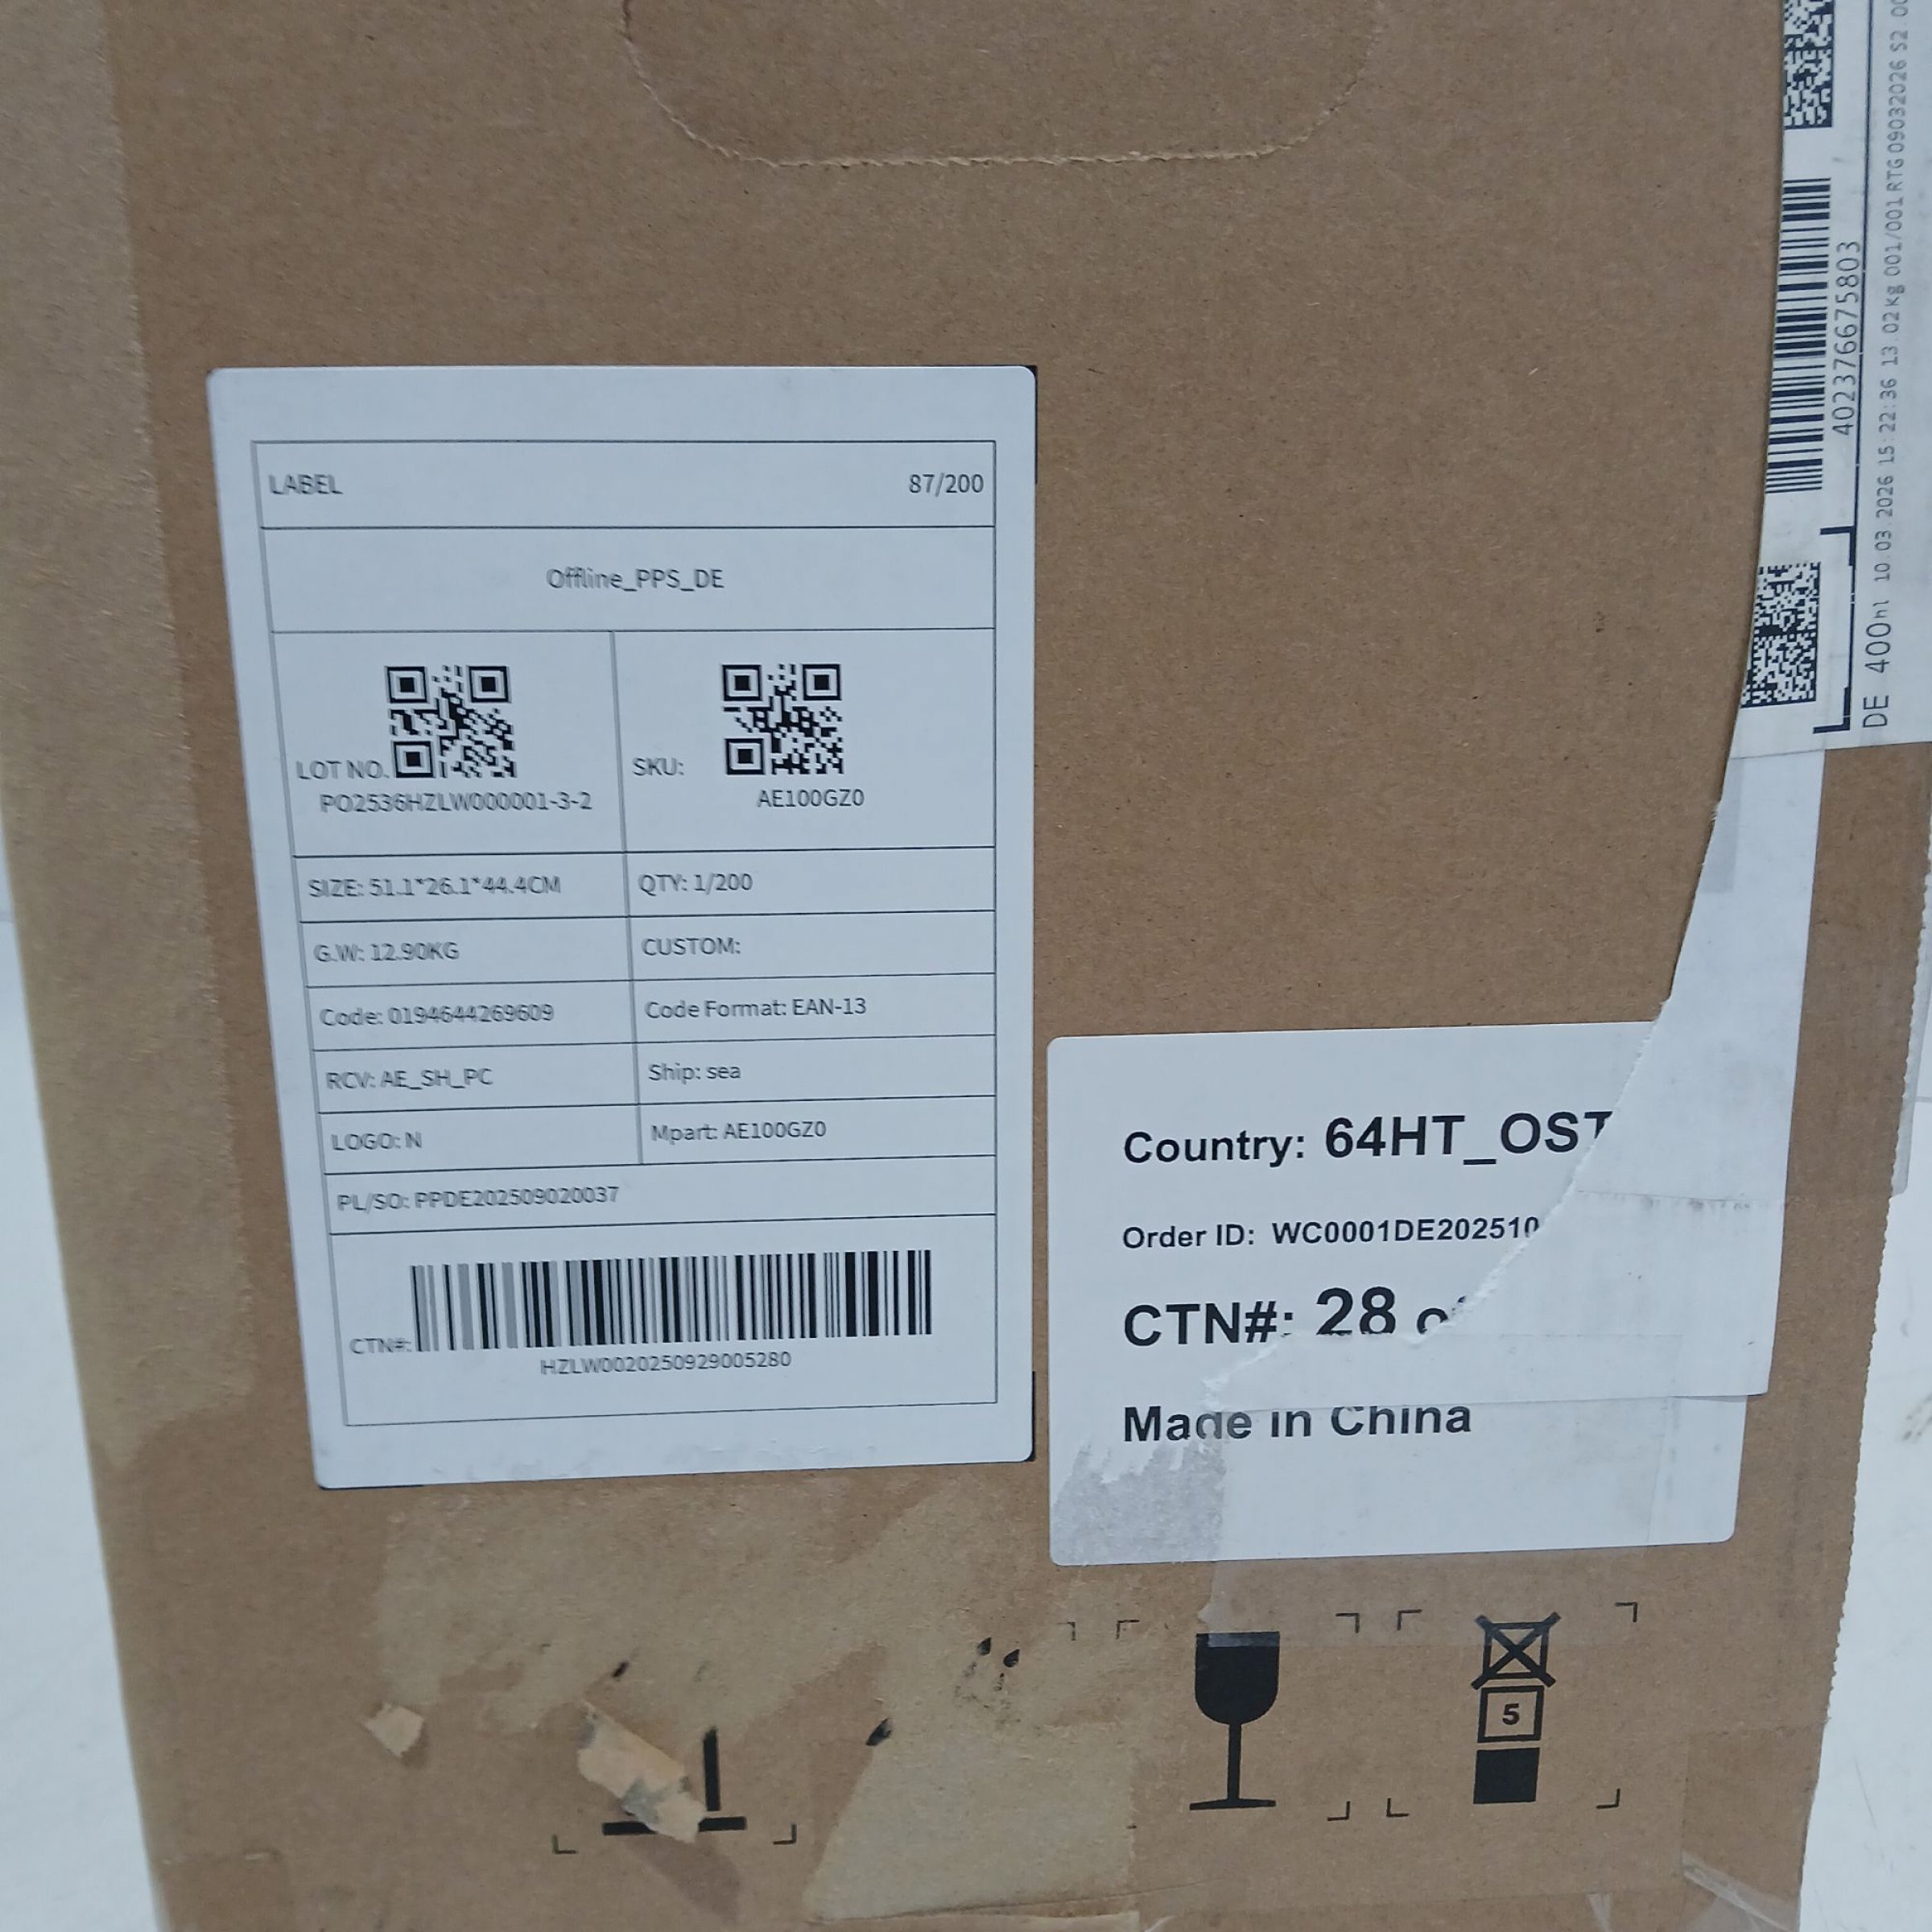 LABEL 87/200
Offline_PPS_DE
LOT NO.
PO2536HZLW000001-3-2
SKU:
AE100GZ0
SIZE: 51.1*26.1*44.4CM
QTY: 1/200
G.W: 12.90KG
CUSTOM:
Code: 0194644269609
Code Format: EAN-13
RCV: AE_SH_PC
Ship: sea
LOGO: N
Mpart: AE100GZ0
PL/SO: PPDE202509020037
CTN#:
HZLW0020250929005280
Country: 64HT_OST
Order ID: WC0001DE202510
CTN#: 28 of
Made in China
5
402376675803
DE 400hl 10 03 2026 15:22:36 13.02Kg 001/001 RTG 09032026 S2